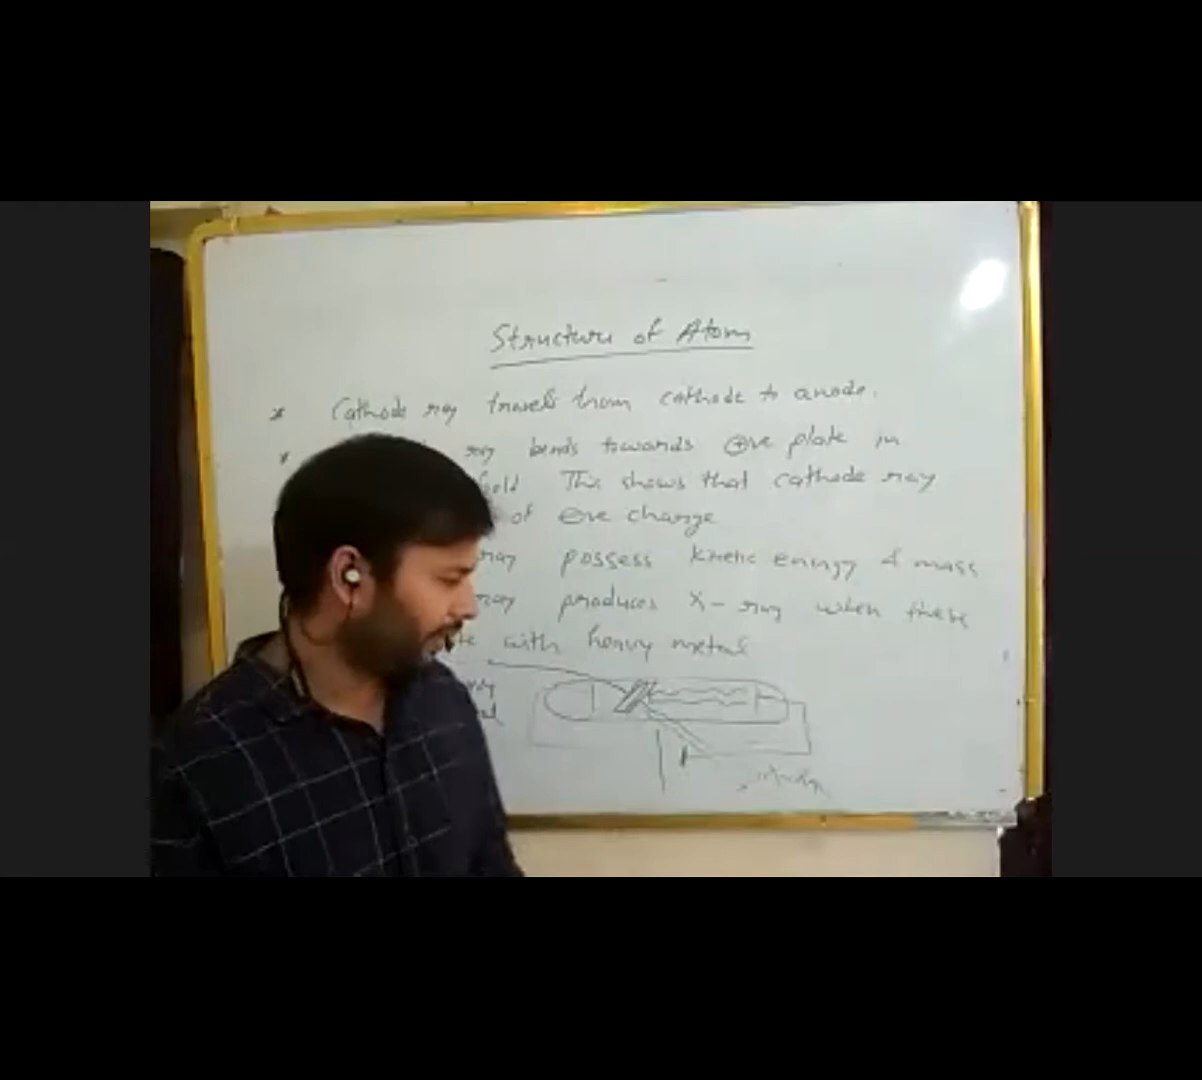 Structure of Atom
* Cathode ray travels from cathode to anode.
* ray bends towards ⊕ve plate in
field This shows that cathode ray
of ⊖ve charge
ray possess kinetic energy & mass
ray produces X-ray when these
with heavy metal